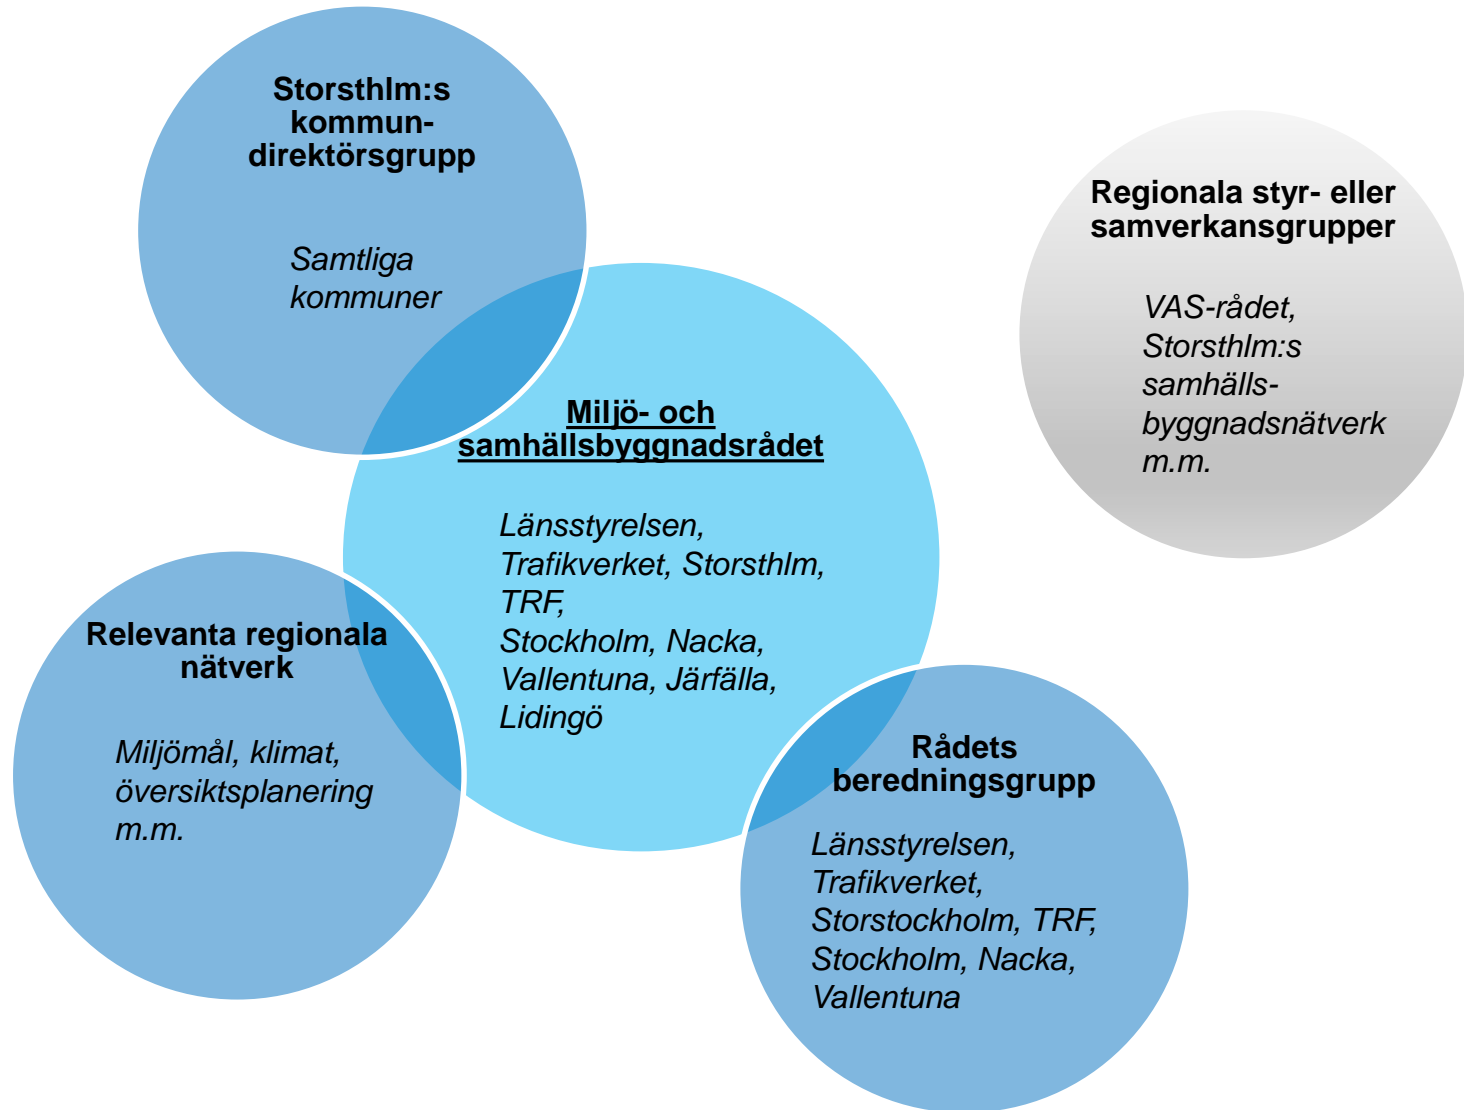 Storsthlm:s
kommun-
direktörsgrupp
Samtliga
kommuner
Regionala styr- eller
samverkansgrupper
VAS-rådet,
Storsthlm:s
samhälls-
byggnadsnätverk
m.m.
Miljö- och
samhällsbyggnadsrådet
Länsstyrelsen,
Trafikverket, Storsthlm,
TRF,
Stockholm, Nacka,
Vallentuna, Järfälla,
Lidingö
Relevanta regionala
nätverk
Miljömål, klimat,
översiktsplanering
m.m.
Rådets
beredningsgrupp
Länsstyrelsen,
Trafikverket,
Storstockholm, TRF,
Stockholm, Nacka,
Vallentuna